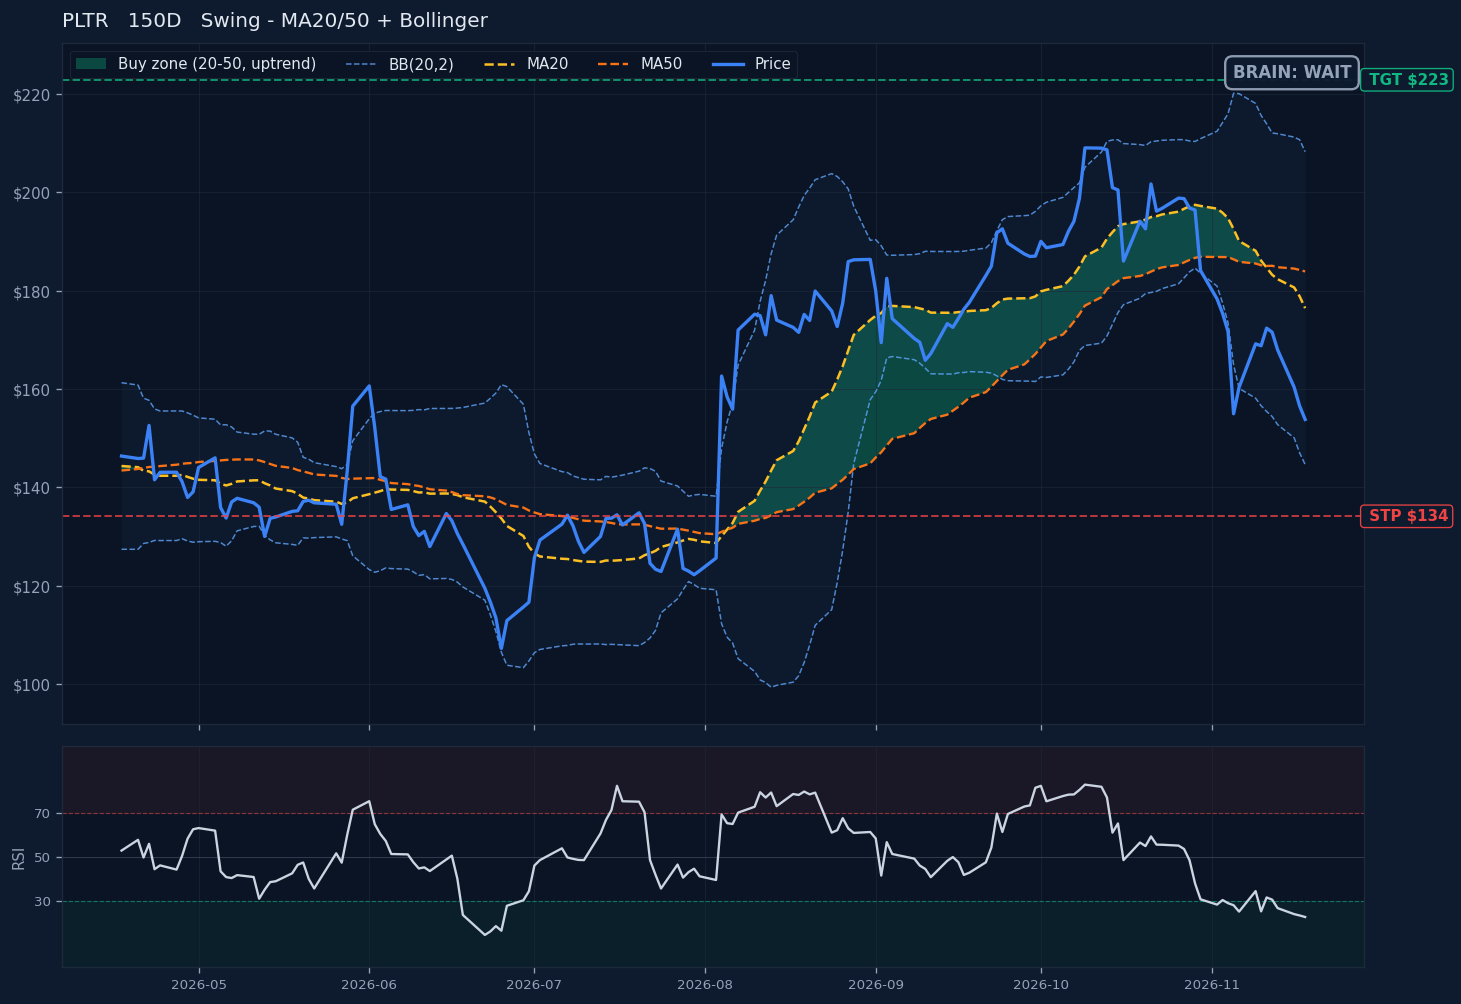 PLTR 150D Swing - MA20/50 + Bollinger
Buy zone (20-50, uptrend) BB(20,2) MA20 MA50 Price
BRAIN: WAIT
TGT $223
$220
$200
$180
$160
$140
STP $134
$120
$100
70
50
30
RSI
2026-05 2026-06 2026-07 2026-08 2026-09 2026-10 2026-11